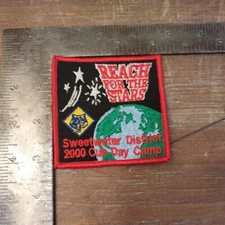 REACH
FOR THE
STARS
Sweetwater District
2000 Cub Day Camp